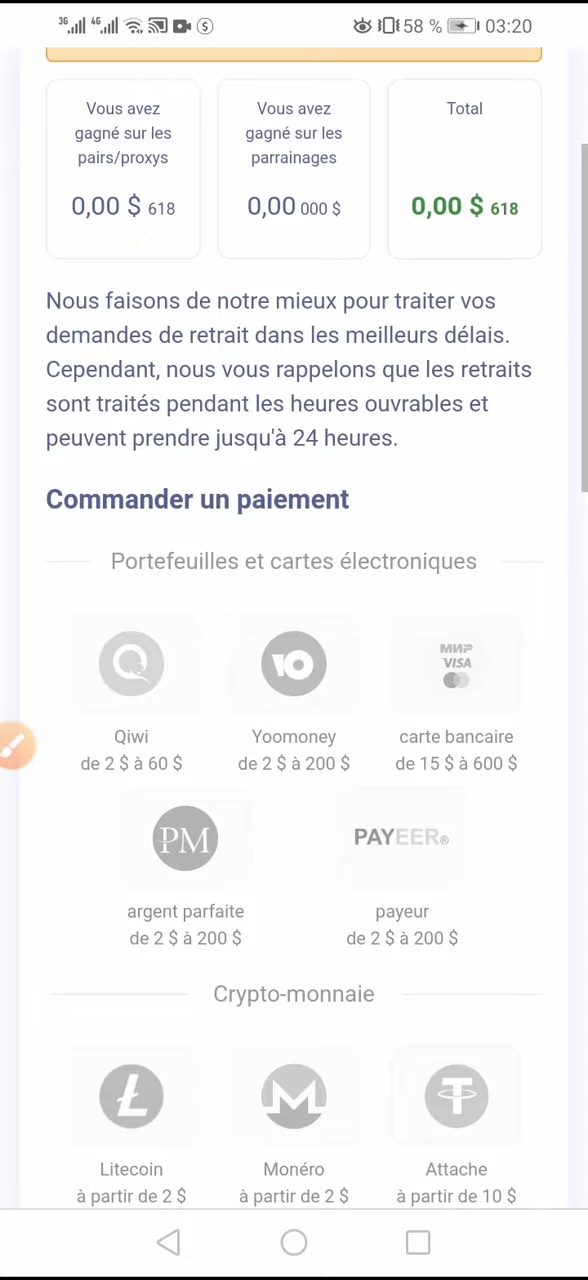 3G 4G 58 % 03:20
Vous avez gagné sur les pairs/proxys
0,00 $ 618
Vous avez gagné sur les parrainages
0,00 000 $
Total
0,00 $ 618
Nous faisons de notre mieux pour traiter vos
demandes de retrait dans les meilleurs délais.
Cependant, nous vous rappelons que les retraits
sont traités pendant les heures ouvrables et
peuvent prendre jusqu'à 24 heures.
Commander un paiement
Portefeuilles et cartes électroniques
Qiwi
de 2 $ à 60 $
Yoomoney
de 2 $ à 200 $
МИР
VISA
carte bancaire
de 15 $ à 600 $
PM
argent parfaite
de 2 $ à 200 $
PAYEER®
payeur
de 2 $ à 200 $
Crypto-monnaie
Litecoin
à partir de 2 $
Monéro
à partir de 2 $
Attache
à partir de 10 $